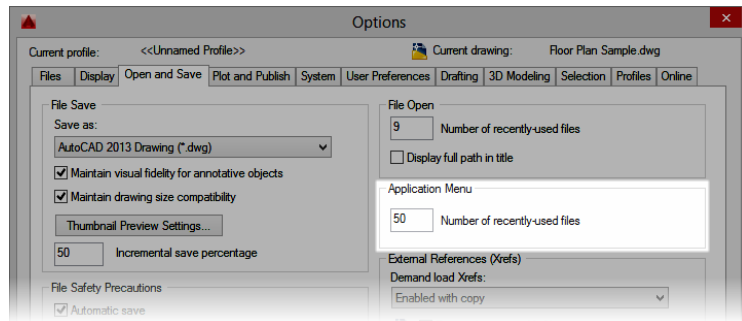 Options
Current profile: <<Unnamed Profile>> Current drawing: Floor Plan Sample.dwg
Files Display Open and Save Plot and Publish System User Preferences Drafting 3D Modeling Selection Profiles Online
File Save
Save as:
AutoCAD 2013 Drawing (*.dwg)
Maintain visual fidelity for annotative objects
Maintain drawing size compatibility
Thumbnail Preview Settings...
50 Incremental save percentage
File Safety Precautions
Automatic save
File Open
9 Number of recently-used files
Display full path in title
Application Menu
50 Number of recently-used files
External References (Xrefs)
Demand load Xrefs:
Enabled with copy